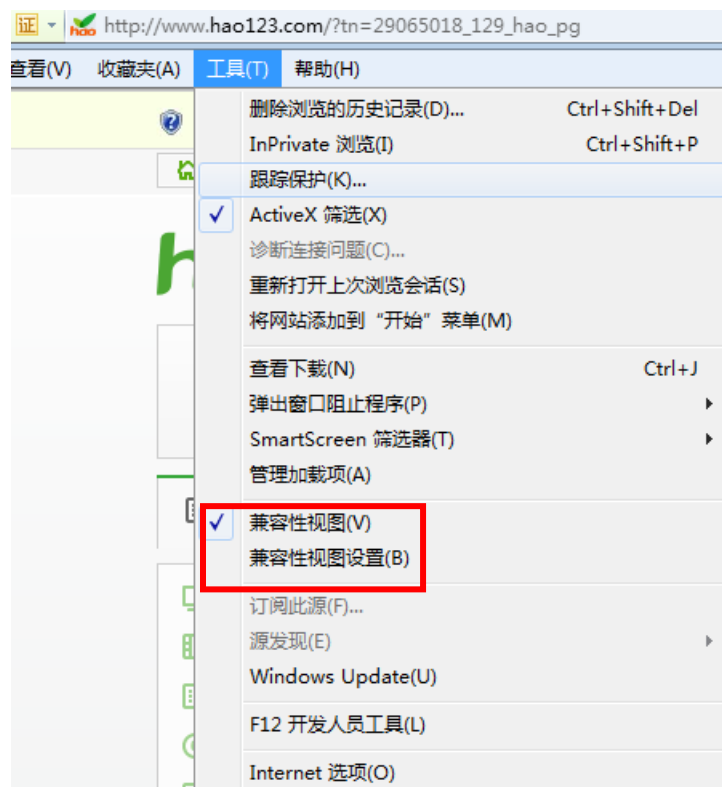 证 hao http://www.hao123.com/?tn=29065018_129_hao_pg
查看(V) 收藏夹(A) 工具(T) 帮助(H)
删除浏览的历史记录(D)... Ctrl+Shift+Del
InPrivate 浏览(I) Ctrl+Shift+P
跟踪保护(K)...
ActiveX 筛选(X)
诊断连接问题(C)...
重新打开上次浏览会话(S)
将网站添加到“开始”菜单(M)
h
查看下载(N) Ctrl+J
弹出窗口阻止程序(P)
SmartScreen 筛选器(T)
管理加载项(A)
兼容性视图(V)
兼容性视图设置(B)
订阅此源(F)...
源发现(E)
Windows Update(U)
F12 开发人员工具(L)
Internet 选项(O)